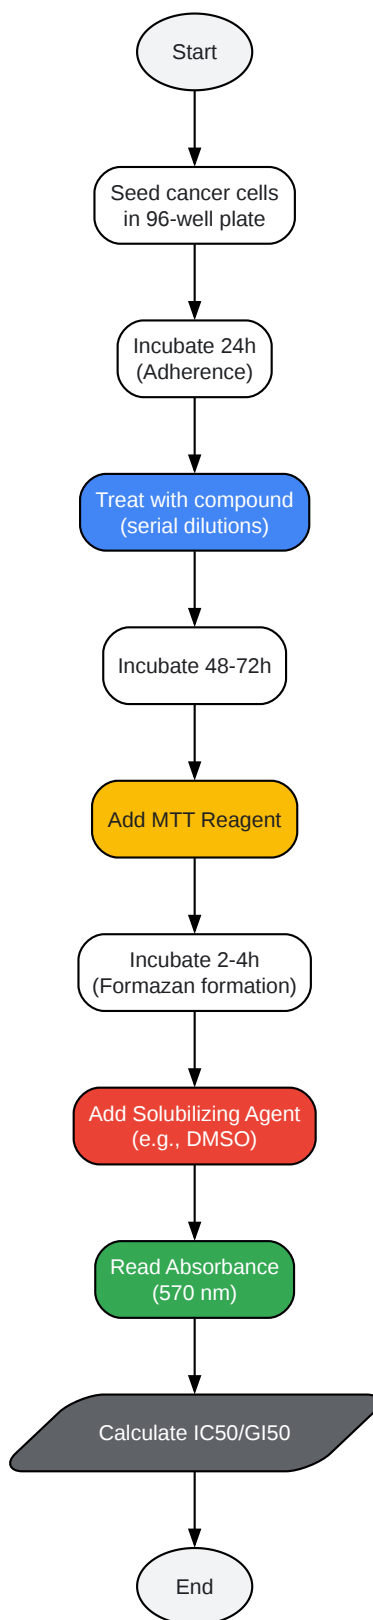 Start
Seed cancer cells
in 96-well plate
Incubate 24h
(Adherence)
Treat with compound
(serial dilutions)
Incubate 48-72h
Add MTT Reagent
Incubate 2-4h
(Formazan formation)
Add Solubilizing Agent
(e.g., DMSO)
Read Absorbance
(570 nm)
Calculate IC50/GI50
End